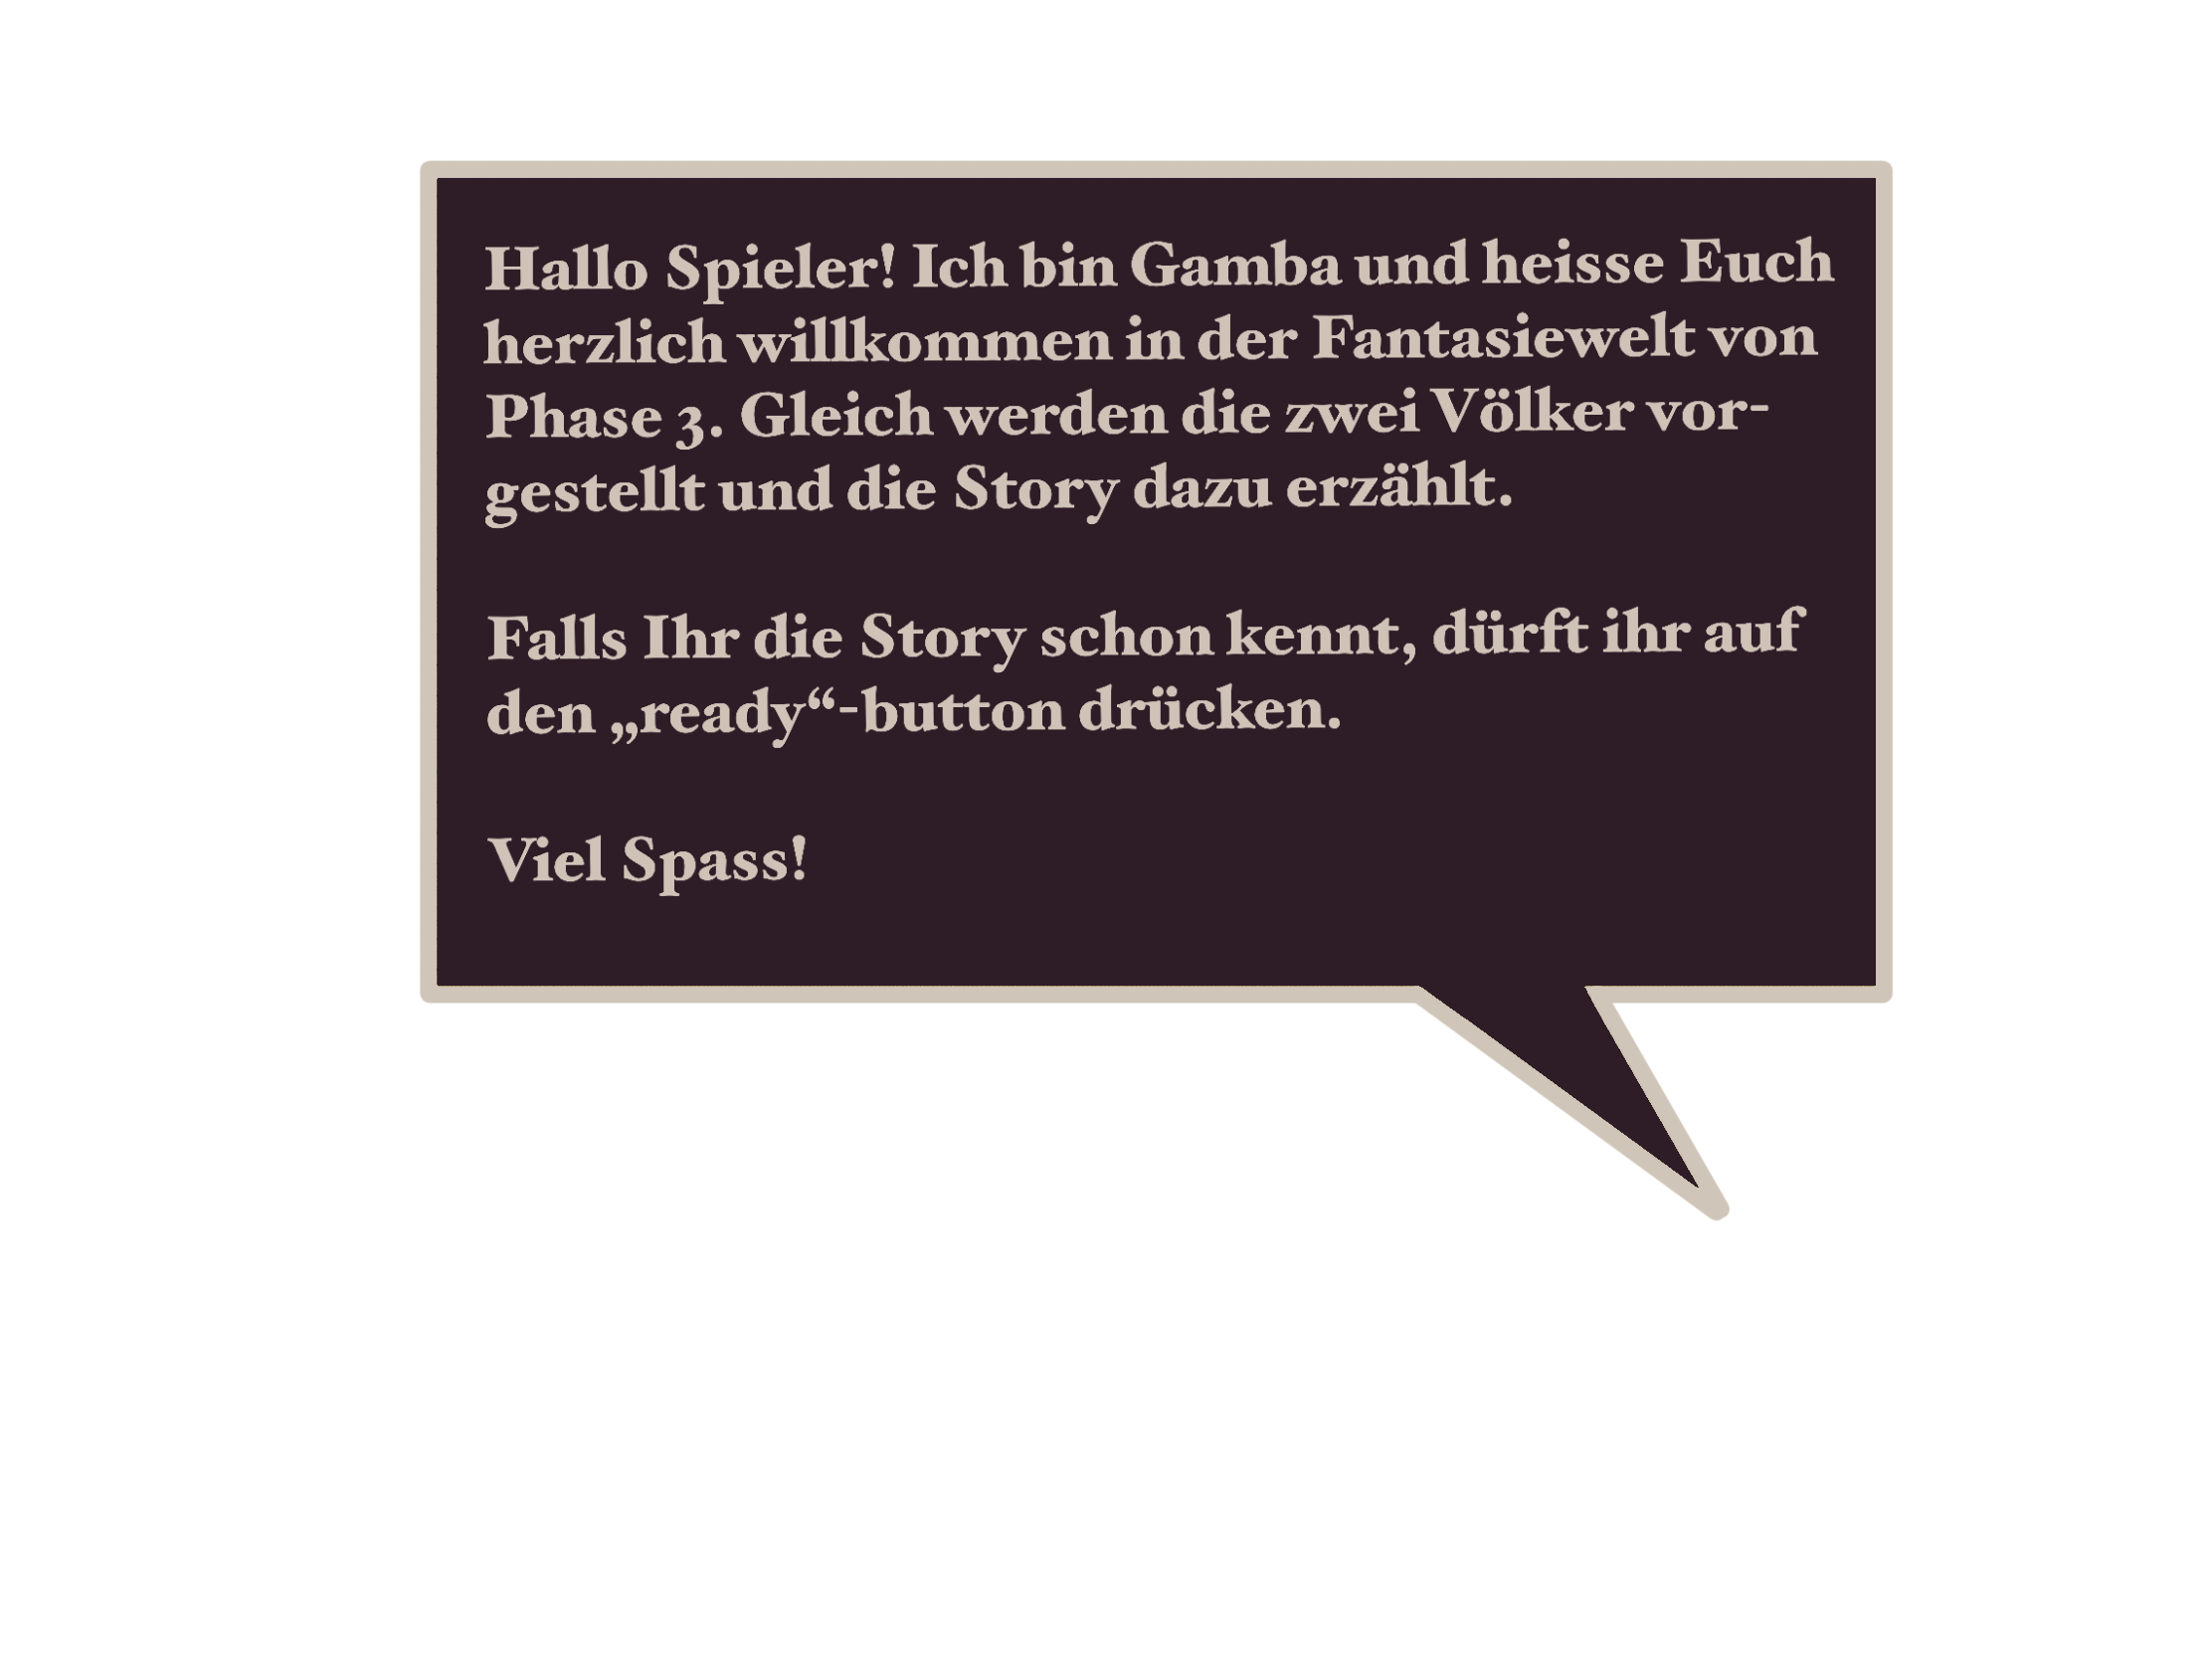 Hallo Spieler! Ich bin Gamba und heisse Euch
herzlich willkommen in der Fantasiewelt von
Phase 3. Gleich werden die zwei Völker vor-
gestellt und die Story dazu erzählt.
Falls Ihr die Story schon kennt, dürft ihr auf
den „ready“-button drücken.
Viel Spass!